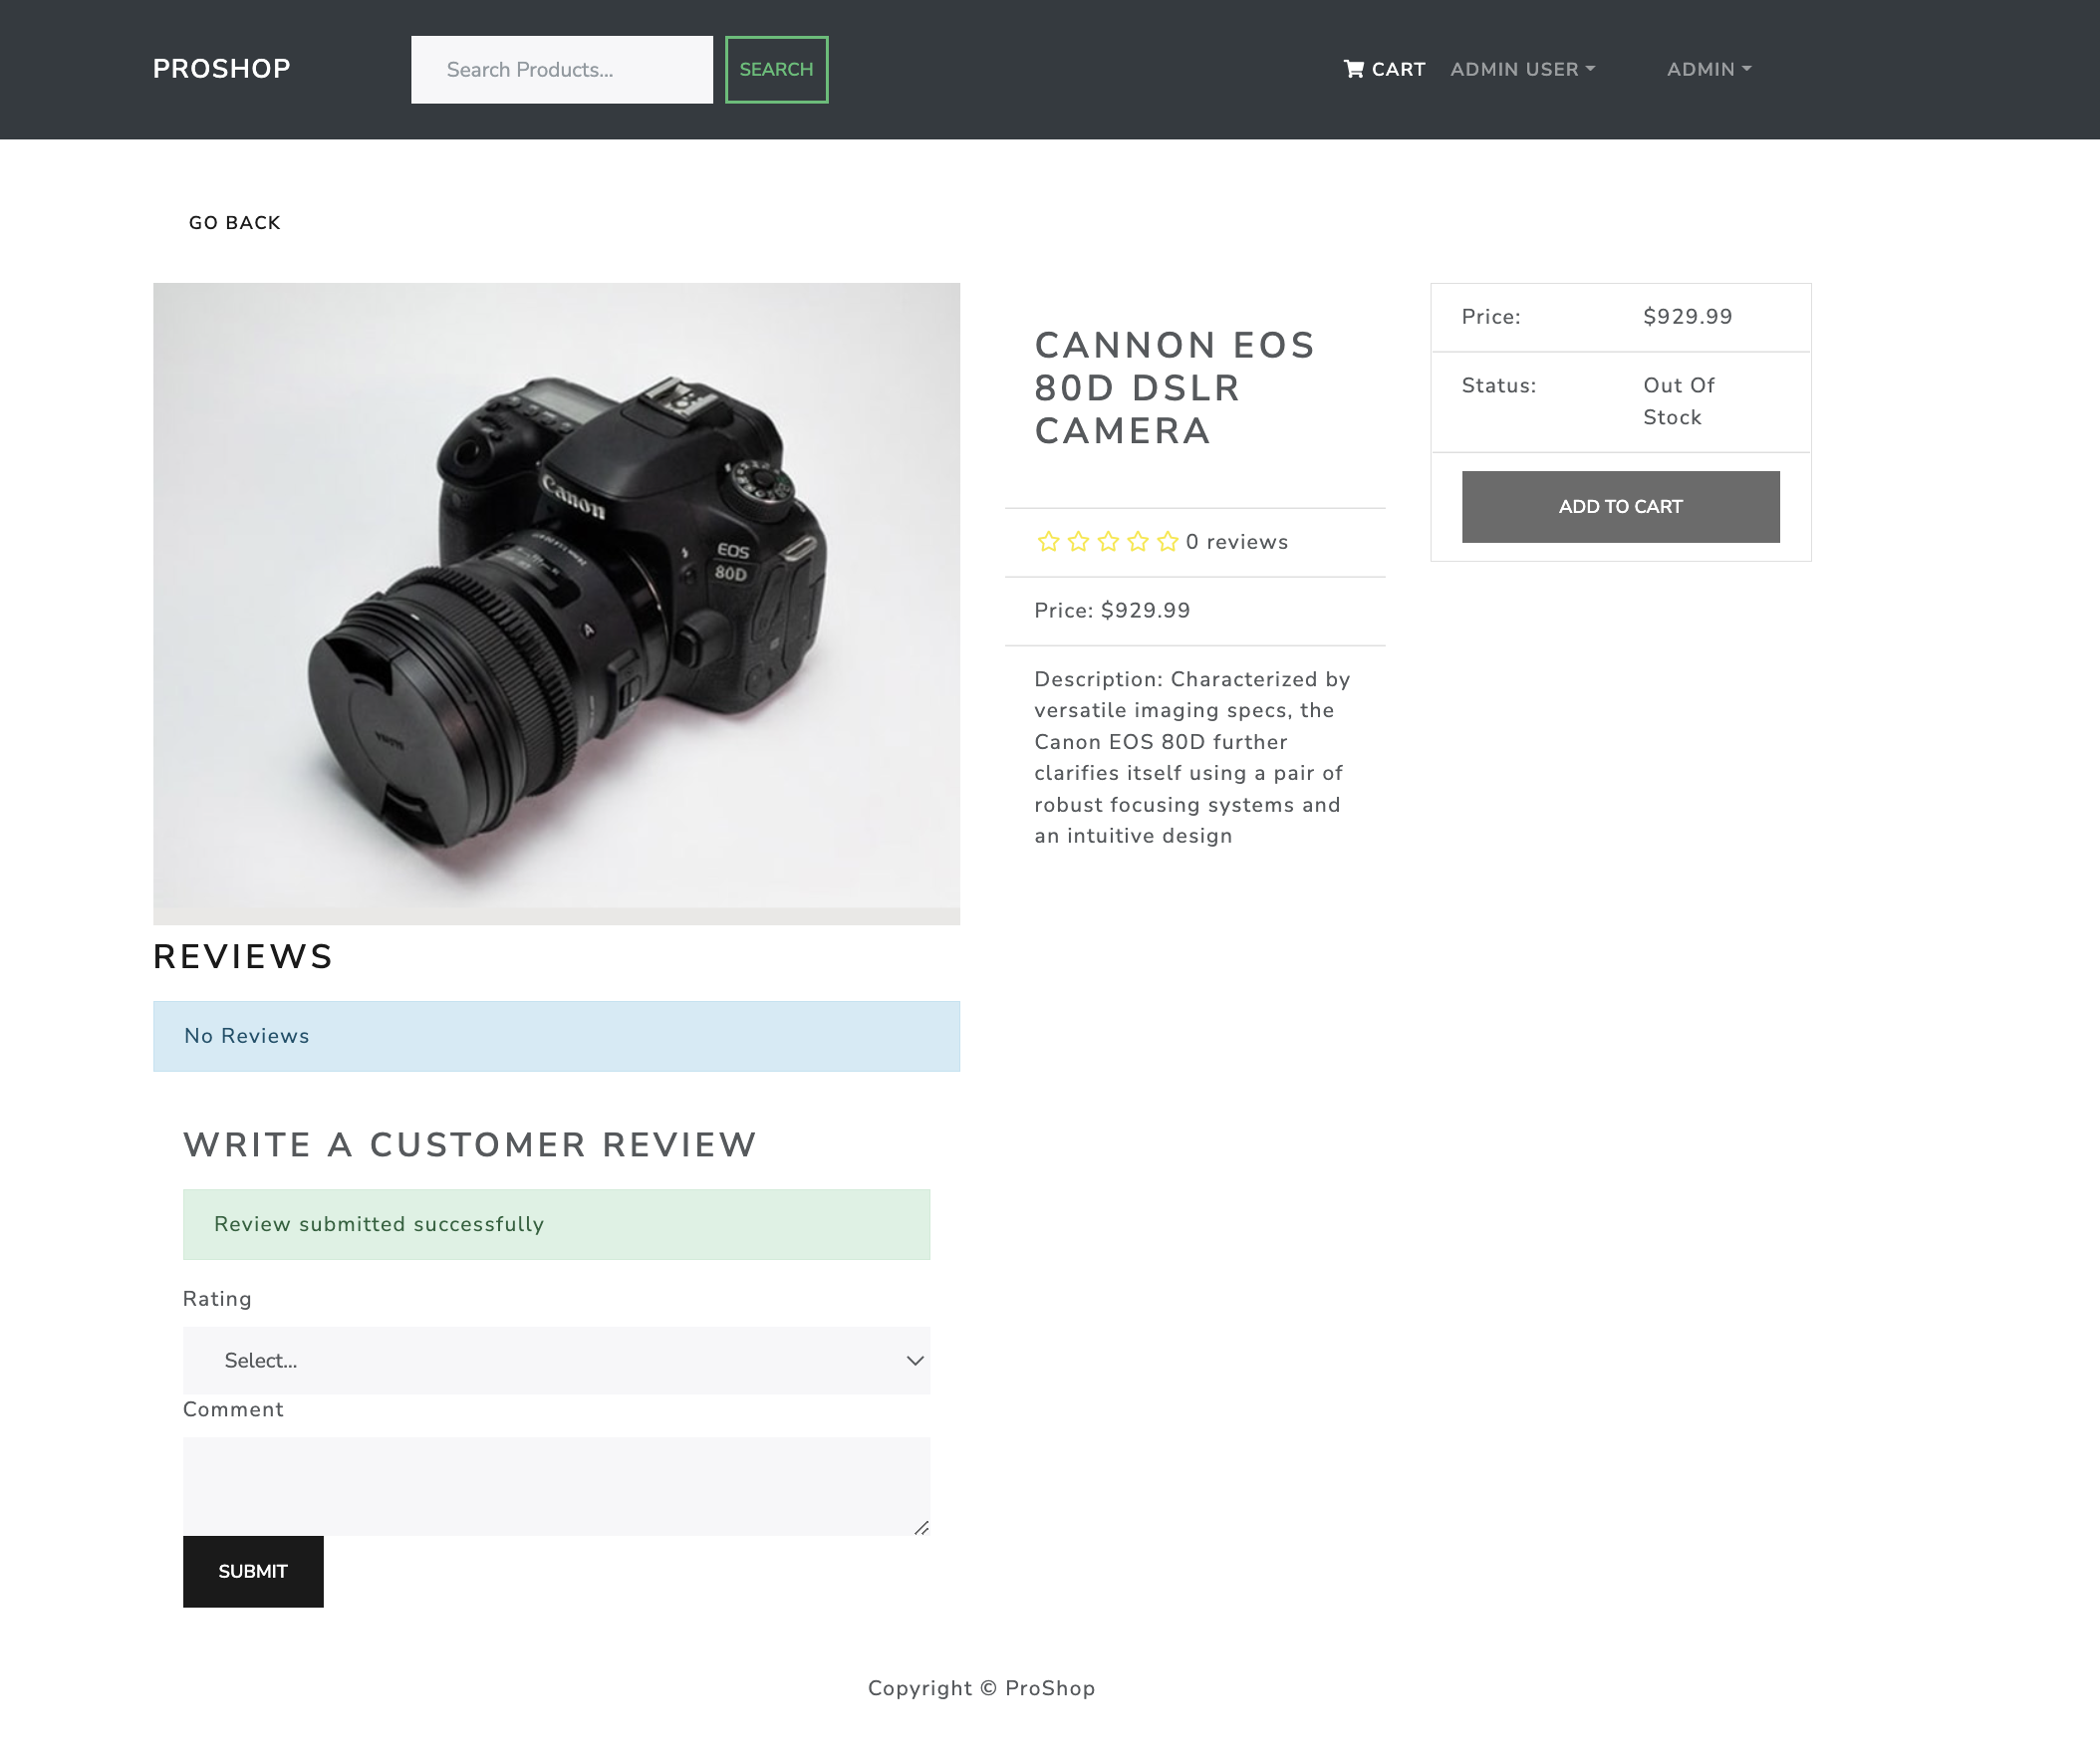 PROSHOP
Search Products...
SEARCH
CART
ADMIN USER
ADMIN
GO BACK
Canon
EOS
80D
A
CANNON EOS
80D DSLR
CAMERA
0 reviews
Price: $929.99
Description: Characterized by
versatile imaging specs, the
Canon EOS 80D further
clarifies itself using a pair of
robust focusing systems and
an intuitive design
Price: $929.99
Status: Out Of
Stock
ADD TO CART
REVIEWS
No Reviews
WRITE A CUSTOMER REVIEW
Review submitted successfully
Rating
Select...
Comment
SUBMIT
Copyright © ProShop